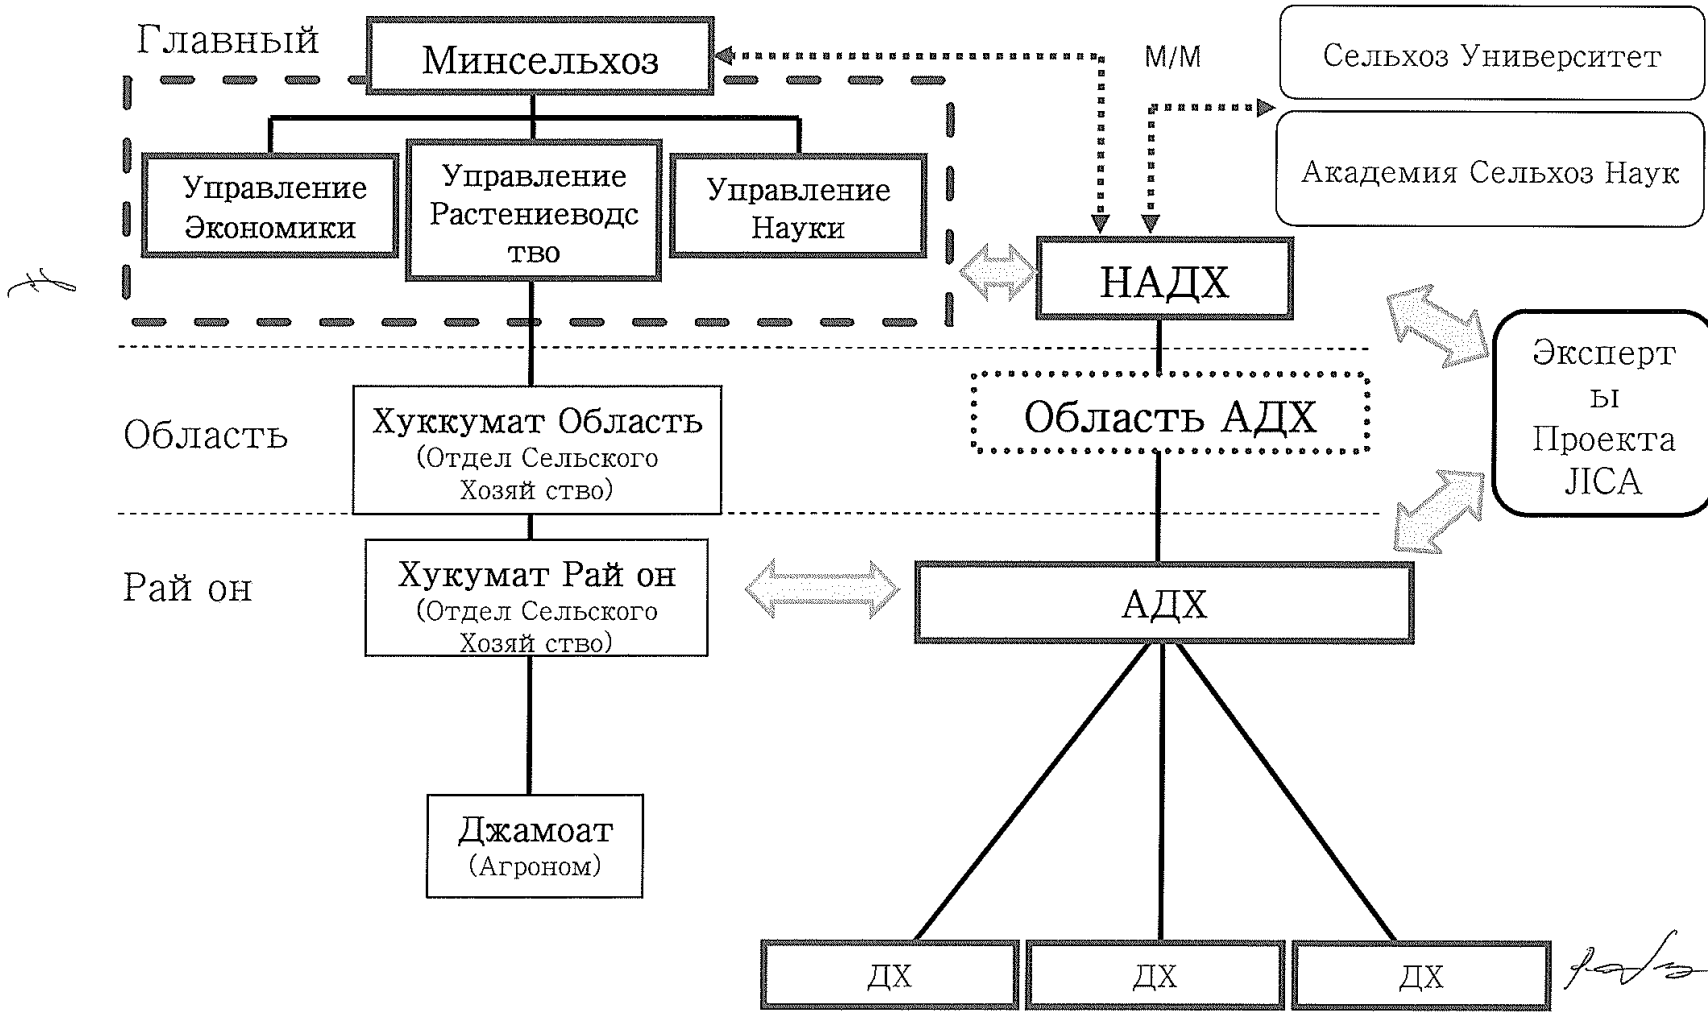 Главный
Минсельхоз
М/М
Сельхоз Университет
Академия Сельхоз Наук
Управление
Экономики
Управление
Растениеводс
тво
Управление
Науки
НАДХ
Эксперт
ы
Проекта
JICA
Область
Хуккумат Область
(Отдел Сельского
Хозяй ство)
Область АДХ
Рай он
Хукумат Рай он
(Отдел Сельского
Хозяй ство)
АДХ
Джамоат
(Агроном)
ДХ
ДХ
ДХ